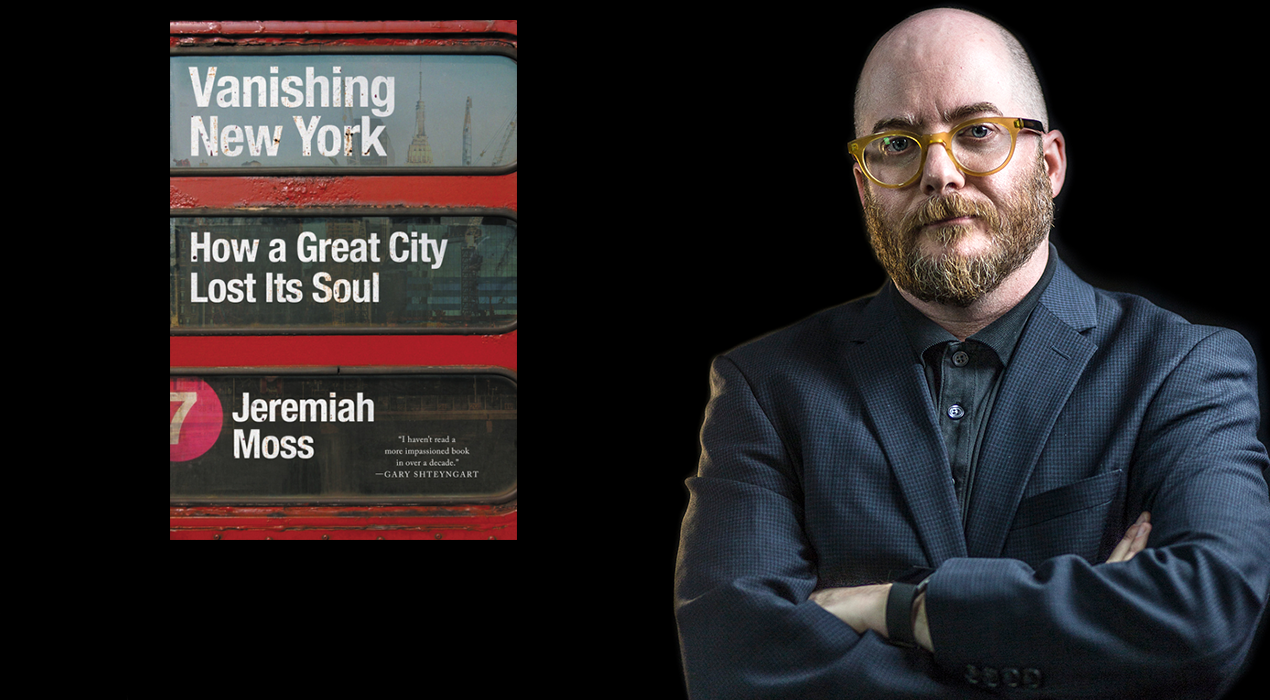 Vanishing
New York
How a Great City
Lost Its Soul
7
Jeremiah
Moss
“I haven’t read a
more impassioned book
in over a decade.”
—GARY SHTEYNGART